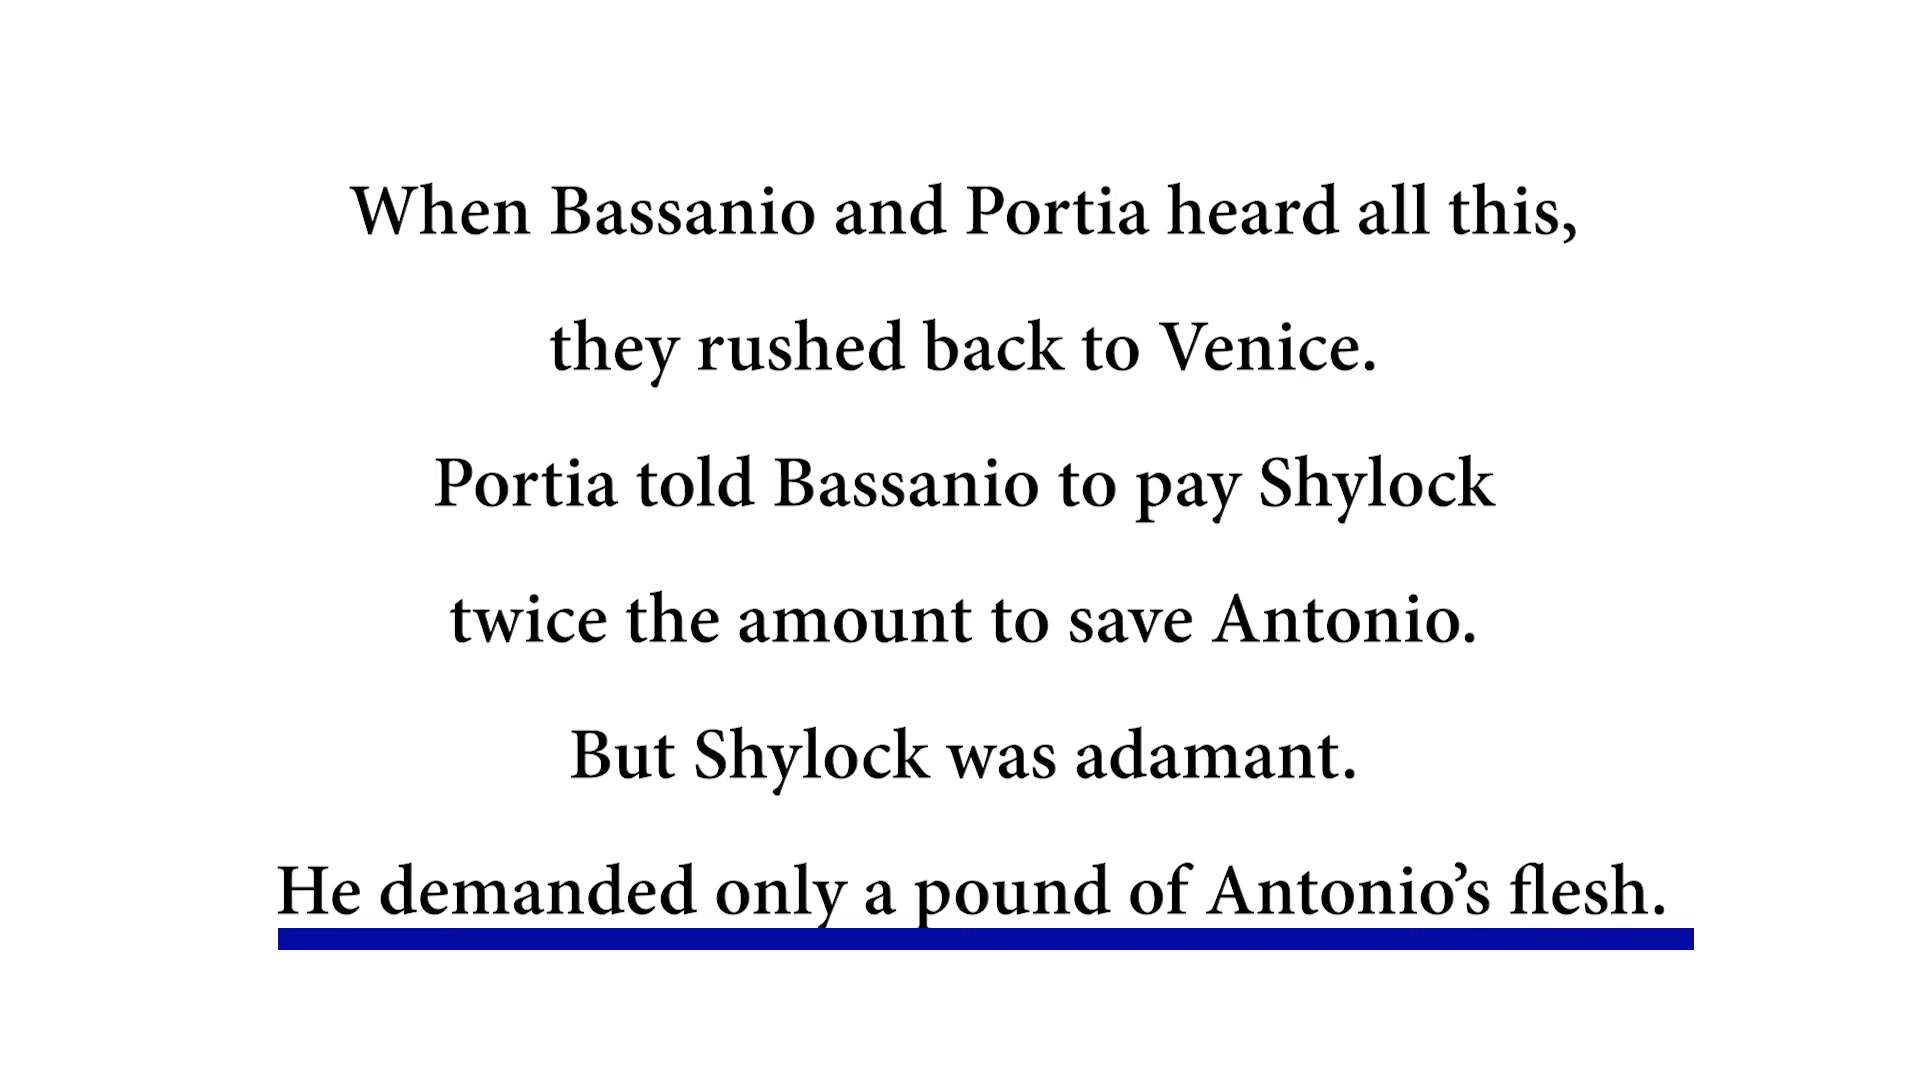 When Bassanio and Portia heard all this,
they rushed back to Venice.
Portia told Bassanio to pay Shylock
twice the amount to save Antonio.
But Shylock was adamant.
He demanded only a pound of Antonio’s flesh.